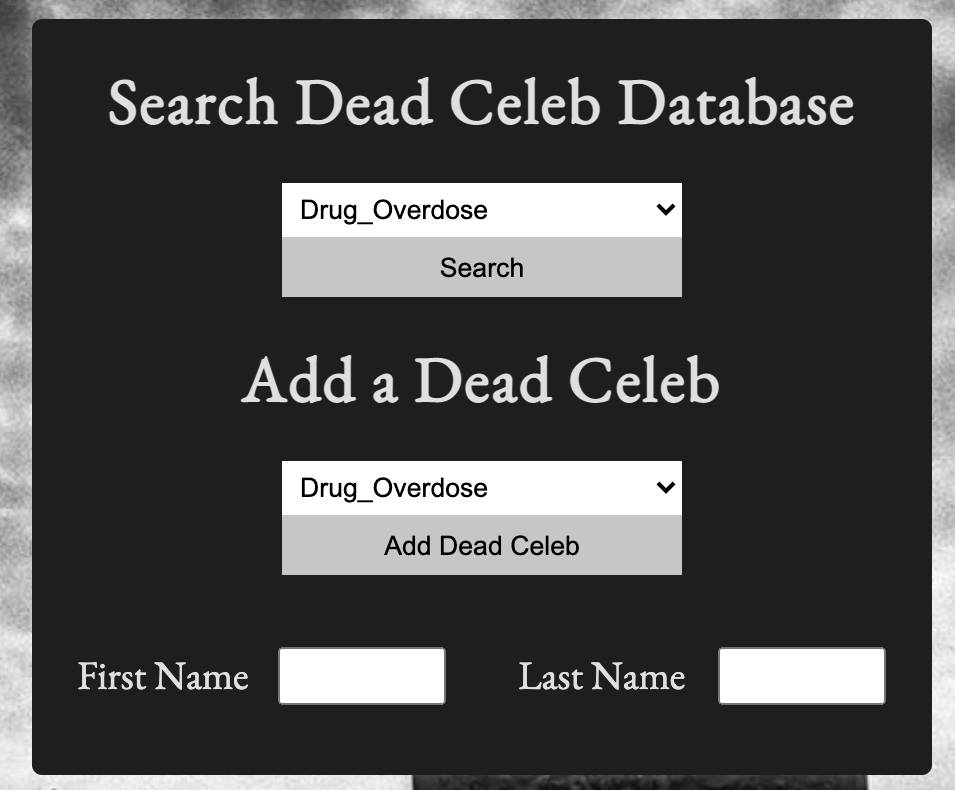 Search Dead Celeb Database
Drug_Overdose
Search
Add a Dead Celeb
Drug_Overdose
Add Dead Celeb
First Name Last Name